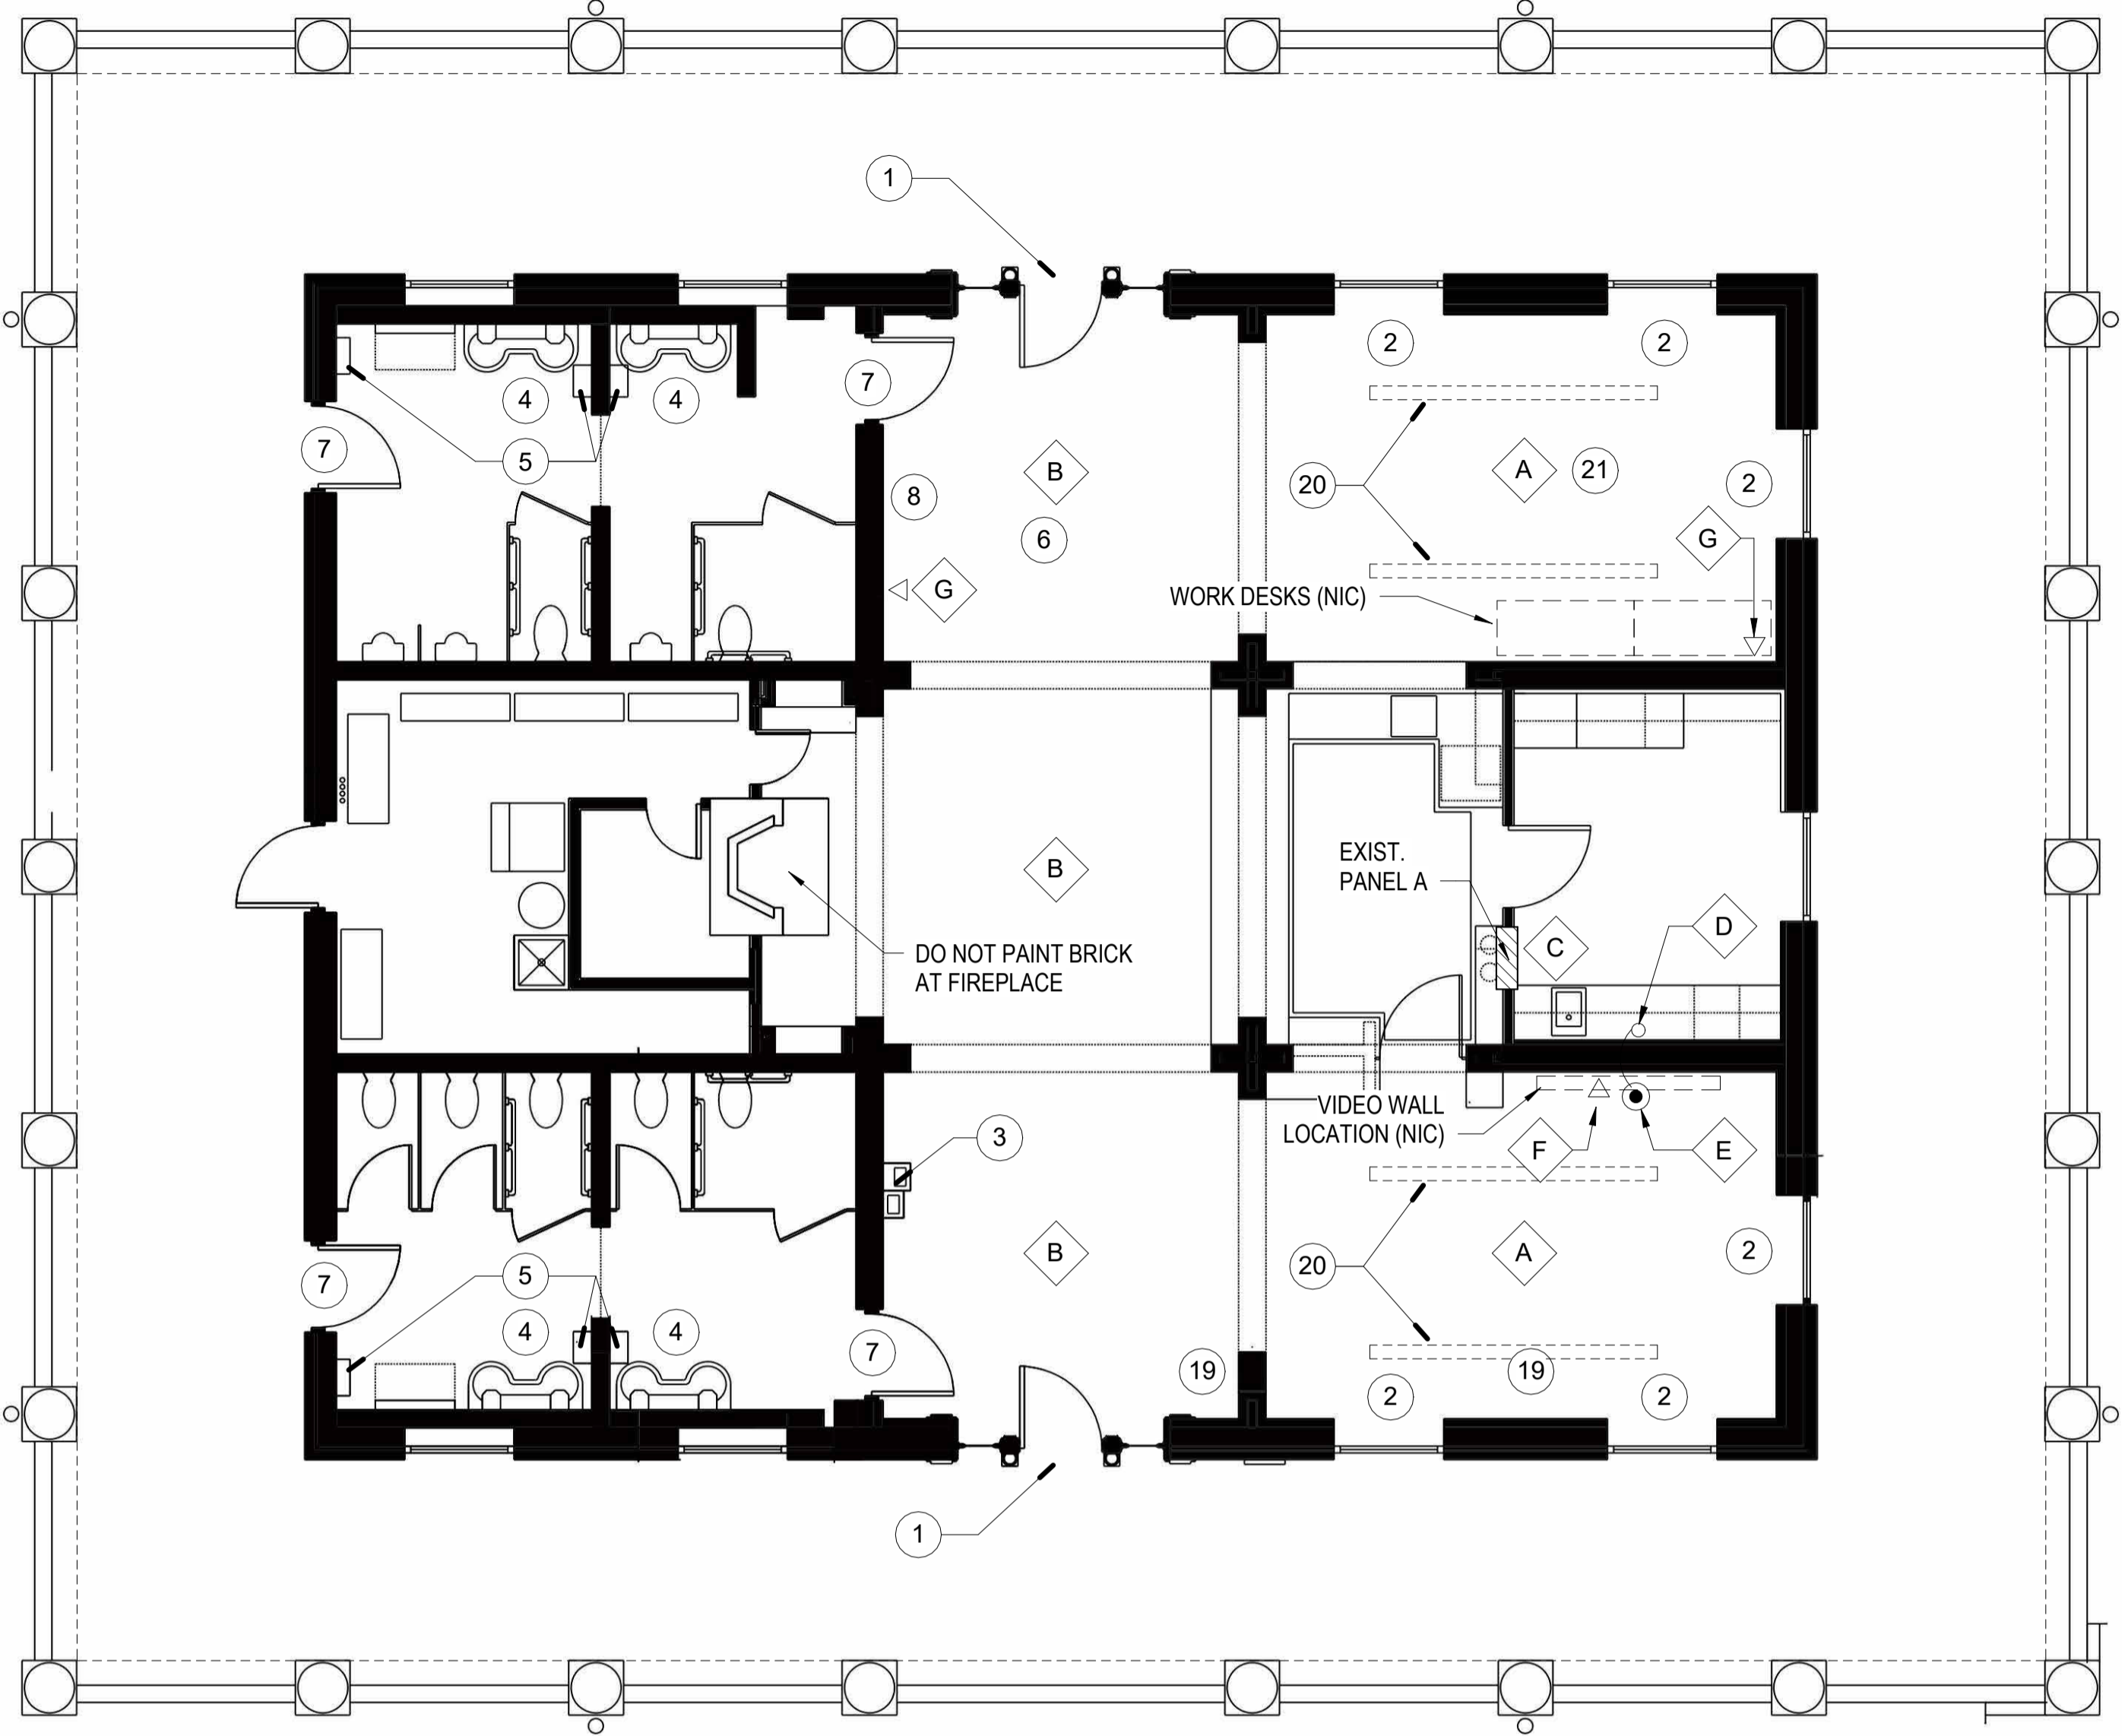 1
2
2
7
4
4
7
5
B
A
21
2
20
8
6
G
G
WORK DESKS (NIC)
EXIST.
PANEL A
B
DO NOT PAINT BRICK
AT FIREPLACE
C
D
VIDEO WALL
LOCATION (NIC)
3
F
E
7
5
B
20
A
2
4
4
7
19
19
2
2
1